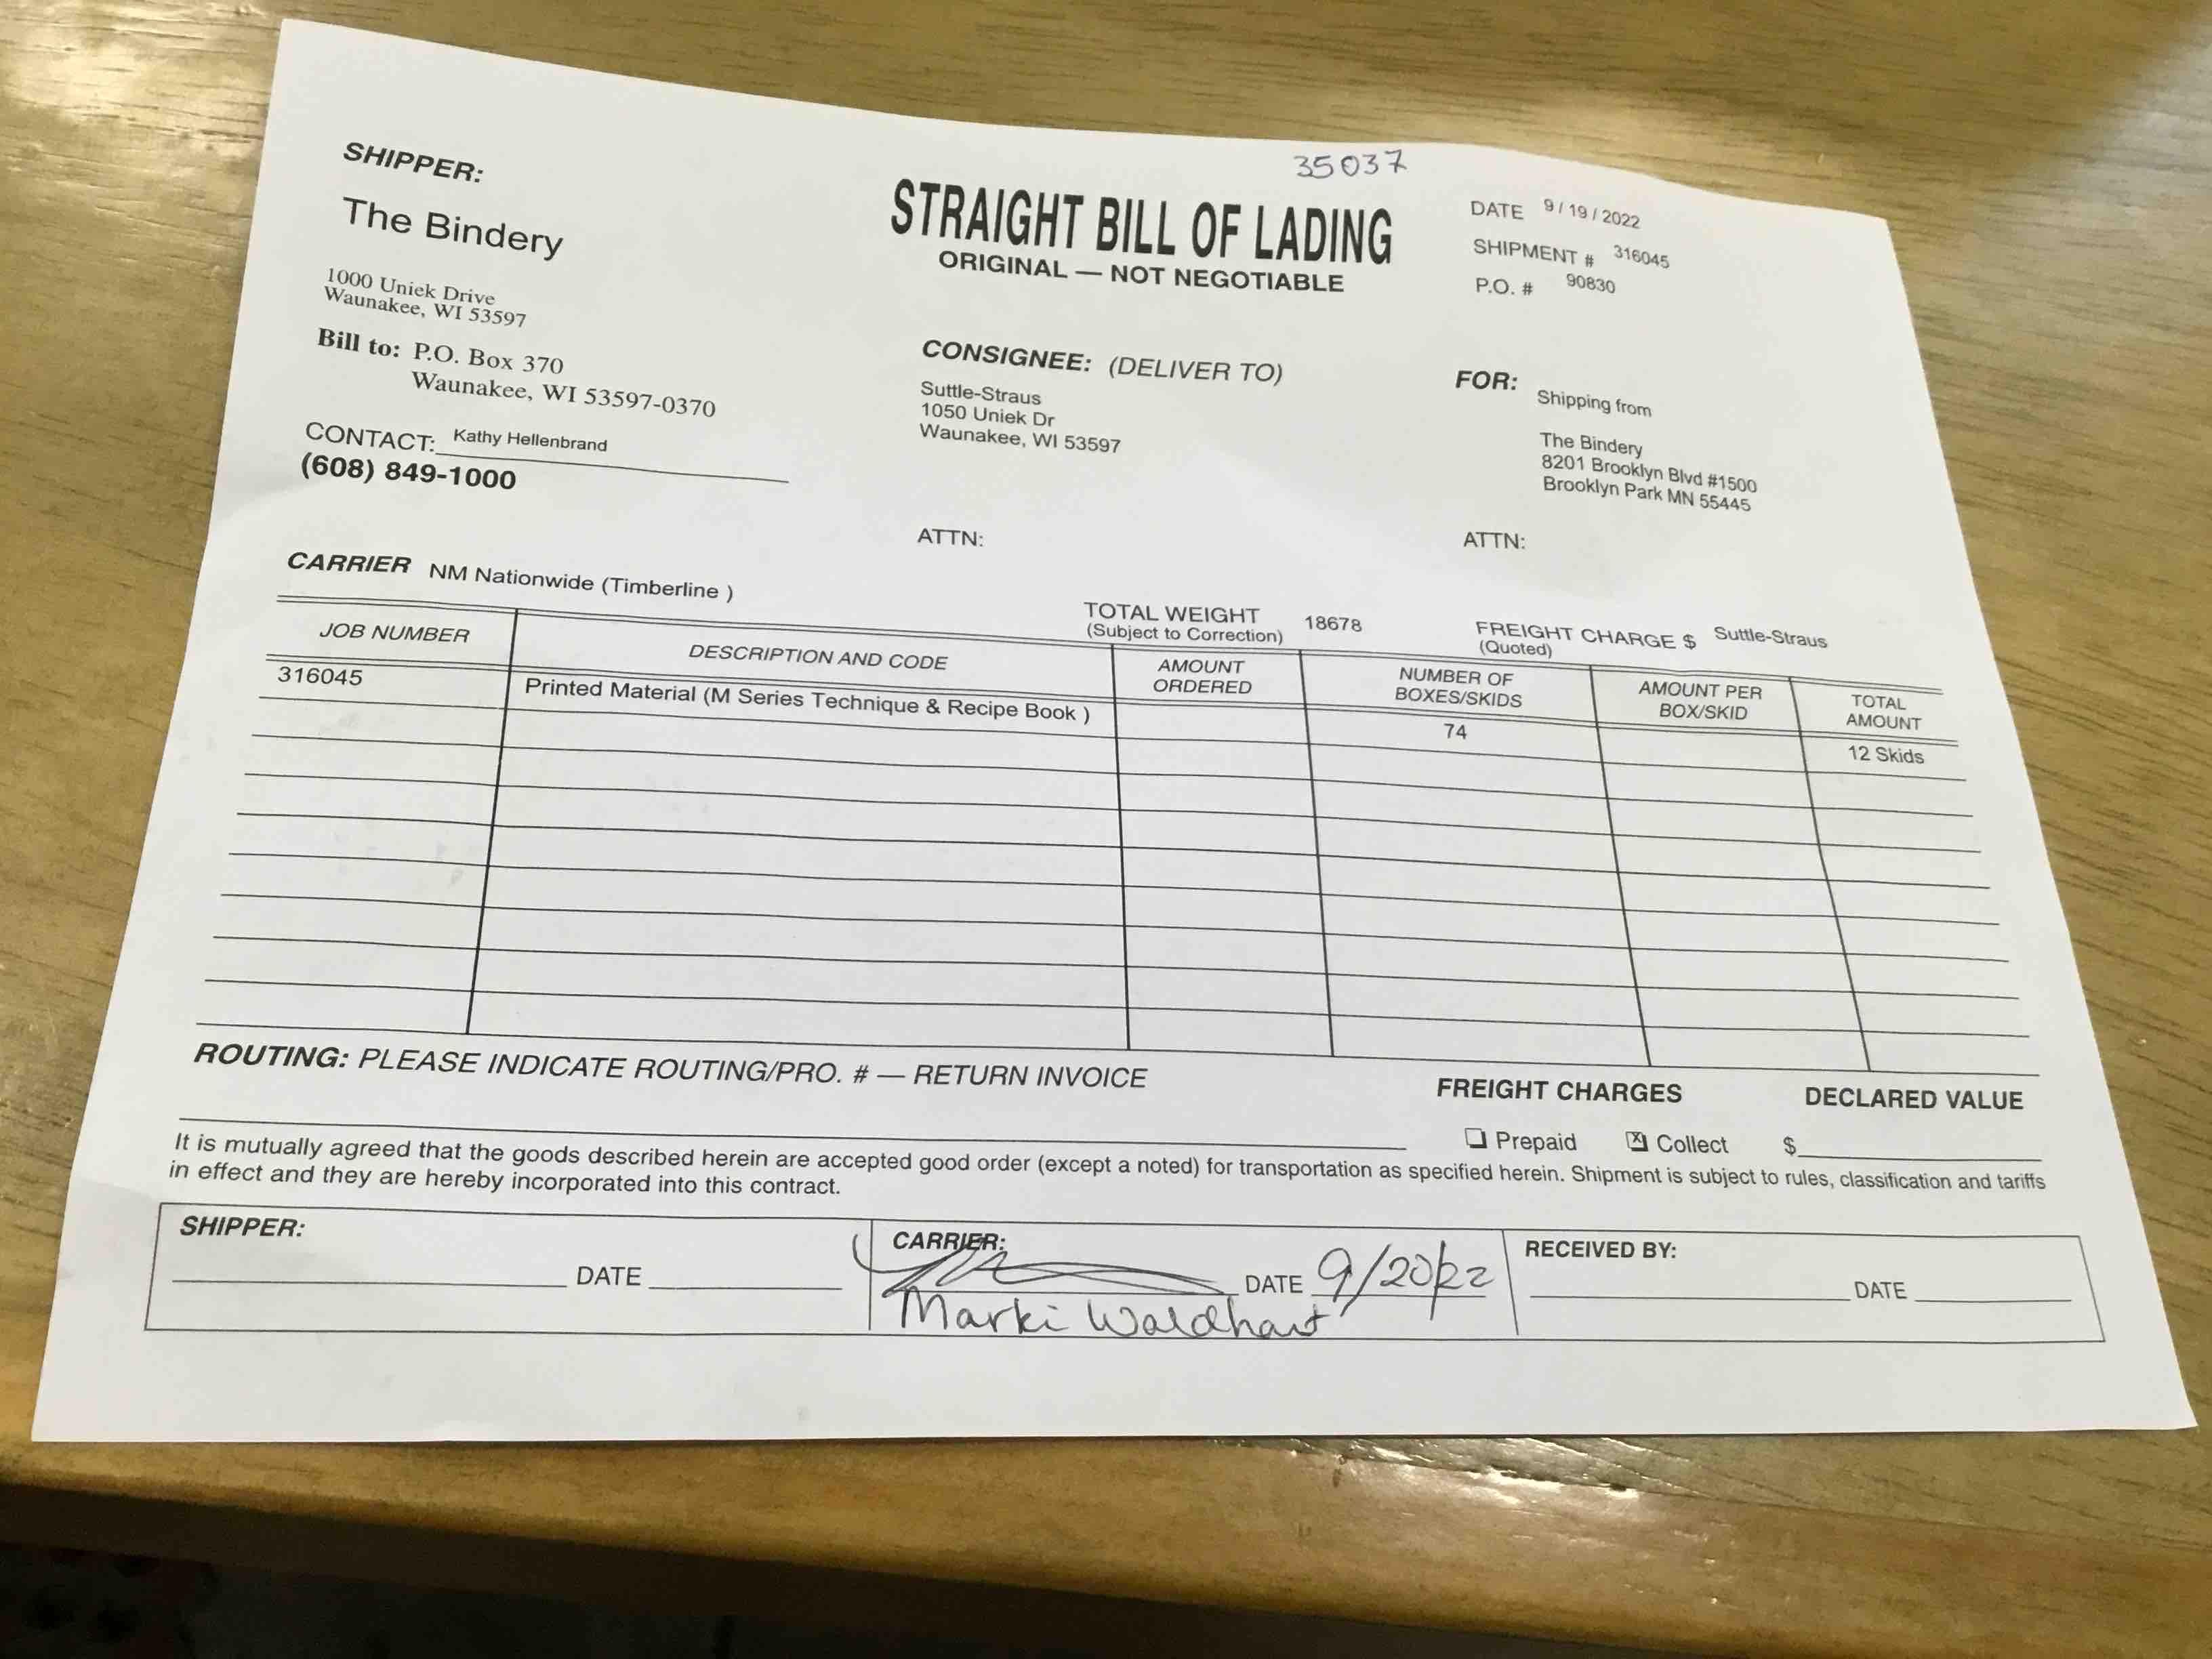 35037
STRAIGHT BILL OF LADING
ORIGINAL — NOT NEGOTIABLE
SHIPPER:
The Bindery
1000 Uniek Drive
Waunakee, WI 53597
Bill to: P.O. Box 370
Waunakee, WI 53597-0370
CONTACT: Kathy Hellenbrand
(608) 849-1000
DATE 9 / 19 / 2022
SHIPMENT # 316045
P.O. # 90830
CONSIGNEE: (DELIVER TO)
Suttle-Straus
1050 Uniek Dr
Waunakee, WI 53597
ATTN:
FOR: Shipping from
The Bindery
8201 Brooklyn Blvd #1500
Brooklyn Park MN 55445
ATTN:
CARRIER NM Nationwide (Timberline )
TOTAL WEIGHT 18678
(Subject to Correction)
FREIGHT CHARGE $ Suttle-Straus
(Quoted)
JOB NUMBER
DESCRIPTION AND CODE
AMOUNT
ORDERED
NUMBER OF
BOXES/SKIDS
AMOUNT PER
BOX/SKID
TOTAL
AMOUNT
316045 Printed Material (M Series Technique & Recipe Book ) 74 12 Skids
ROUTING: PLEASE INDICATE ROUTING/PRO. # — RETURN INVOICE
FREIGHT CHARGES
DECLARED VALUE
Prepaid Collect $
It is mutually agreed that the goods described herein are accepted good order (except a noted) for transportation as specified herein. Shipment is subject to rules, classification and tariffs
in effect and they are hereby incorporated into this contract.
SHIPPER:
DATE
CARRIER:
DATE 9/20/22
Marki Waldhart
RECEIVED BY:
DATE